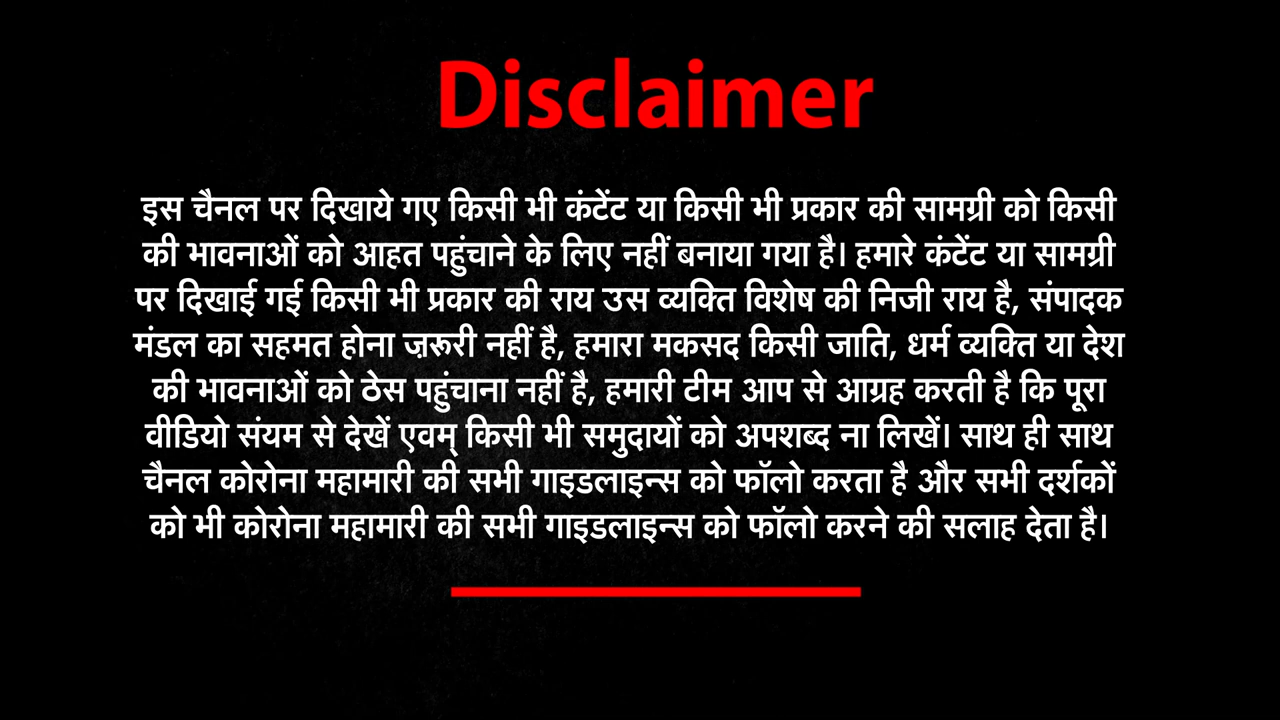 Disclaimer
इस चैनल पर दिखाये गए किसी भी कंटेंट या किसी भी प्रकार की सामग्री को किसी
की भावनाओं को आहत पहुंचाने के लिए नहीं बनाया गया है। हमारे कंटेंट या सामग्री
पर दिखाई गई किसी भी प्रकार की राय उस व्यक्ति विशेष की निजी राय है, संपादक
मंडल का सहमत होना ज़रूरी नहीं है, हमारा मकसद किसी जाति, धर्म व्यक्ति या देश
की भावनाओं को ठेस पहुंचाना नहीं है, हमारी टीम आप से आग्रह करती है कि पूरा
वीडियो संयम से देखें एवम् किसी भी समुदायों को अपशब्द ना लिखें। साथ ही साथ
चैनल कोरोना महामारी की सभी गाइडलाइन्स को फॉलो करता है और सभी दर्शकों
को भी कोरोना महामारी की सभी गाइडलाइन्स को फॉलो करने की सलाह देता है।